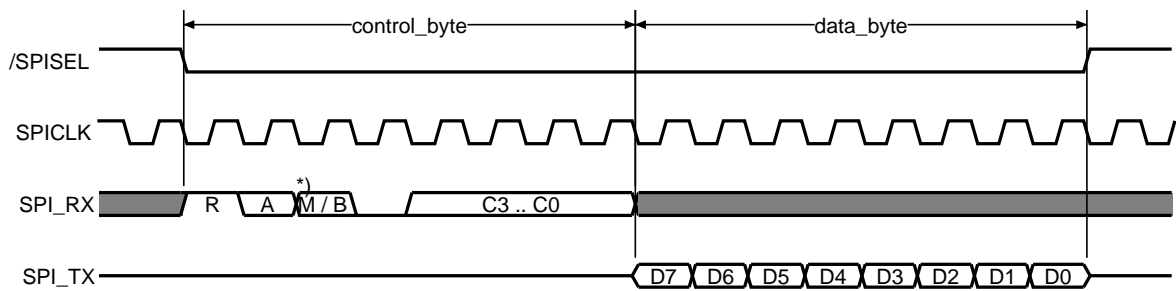 control_byte data_byte
/SPISEL
SPICLK
*)
SPI_RX R A M / B C3 .. C0
SPI_TX D7 D6 D5 D4 D3 D2 D1 D0